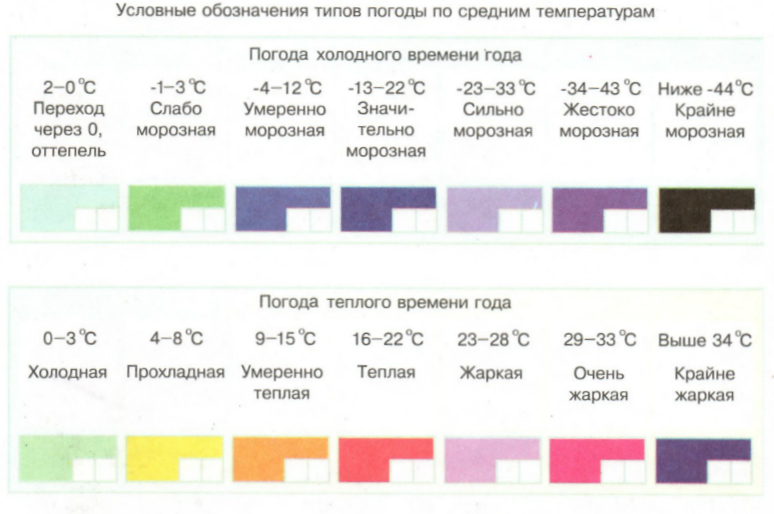 Условные обозначения типов погоды по средним температурам
Погода холодного времени года
2–0 °C
Переход
через 0,
оттепель
-1–3 °C
Слабо
морозная
-4–12 °C
Умеренно
морозная
-13–22 °C
Значи-
тельно
морозная
-23–33 °C
Сильно
морозная
-34–43 °C
Жестоко
морозная
Ниже -44°C
Крайне
морозная
Погода теплого времени года
0–3 °C
Холодная
4–8 °C
Прохладная
9–15 °C
Умеренно
теплая
16–22 °C
Теплая
23–28 °C
Жаркая
29–33 °C
Очень
жаркая
Выше 34 °C
Крайне
жаркая